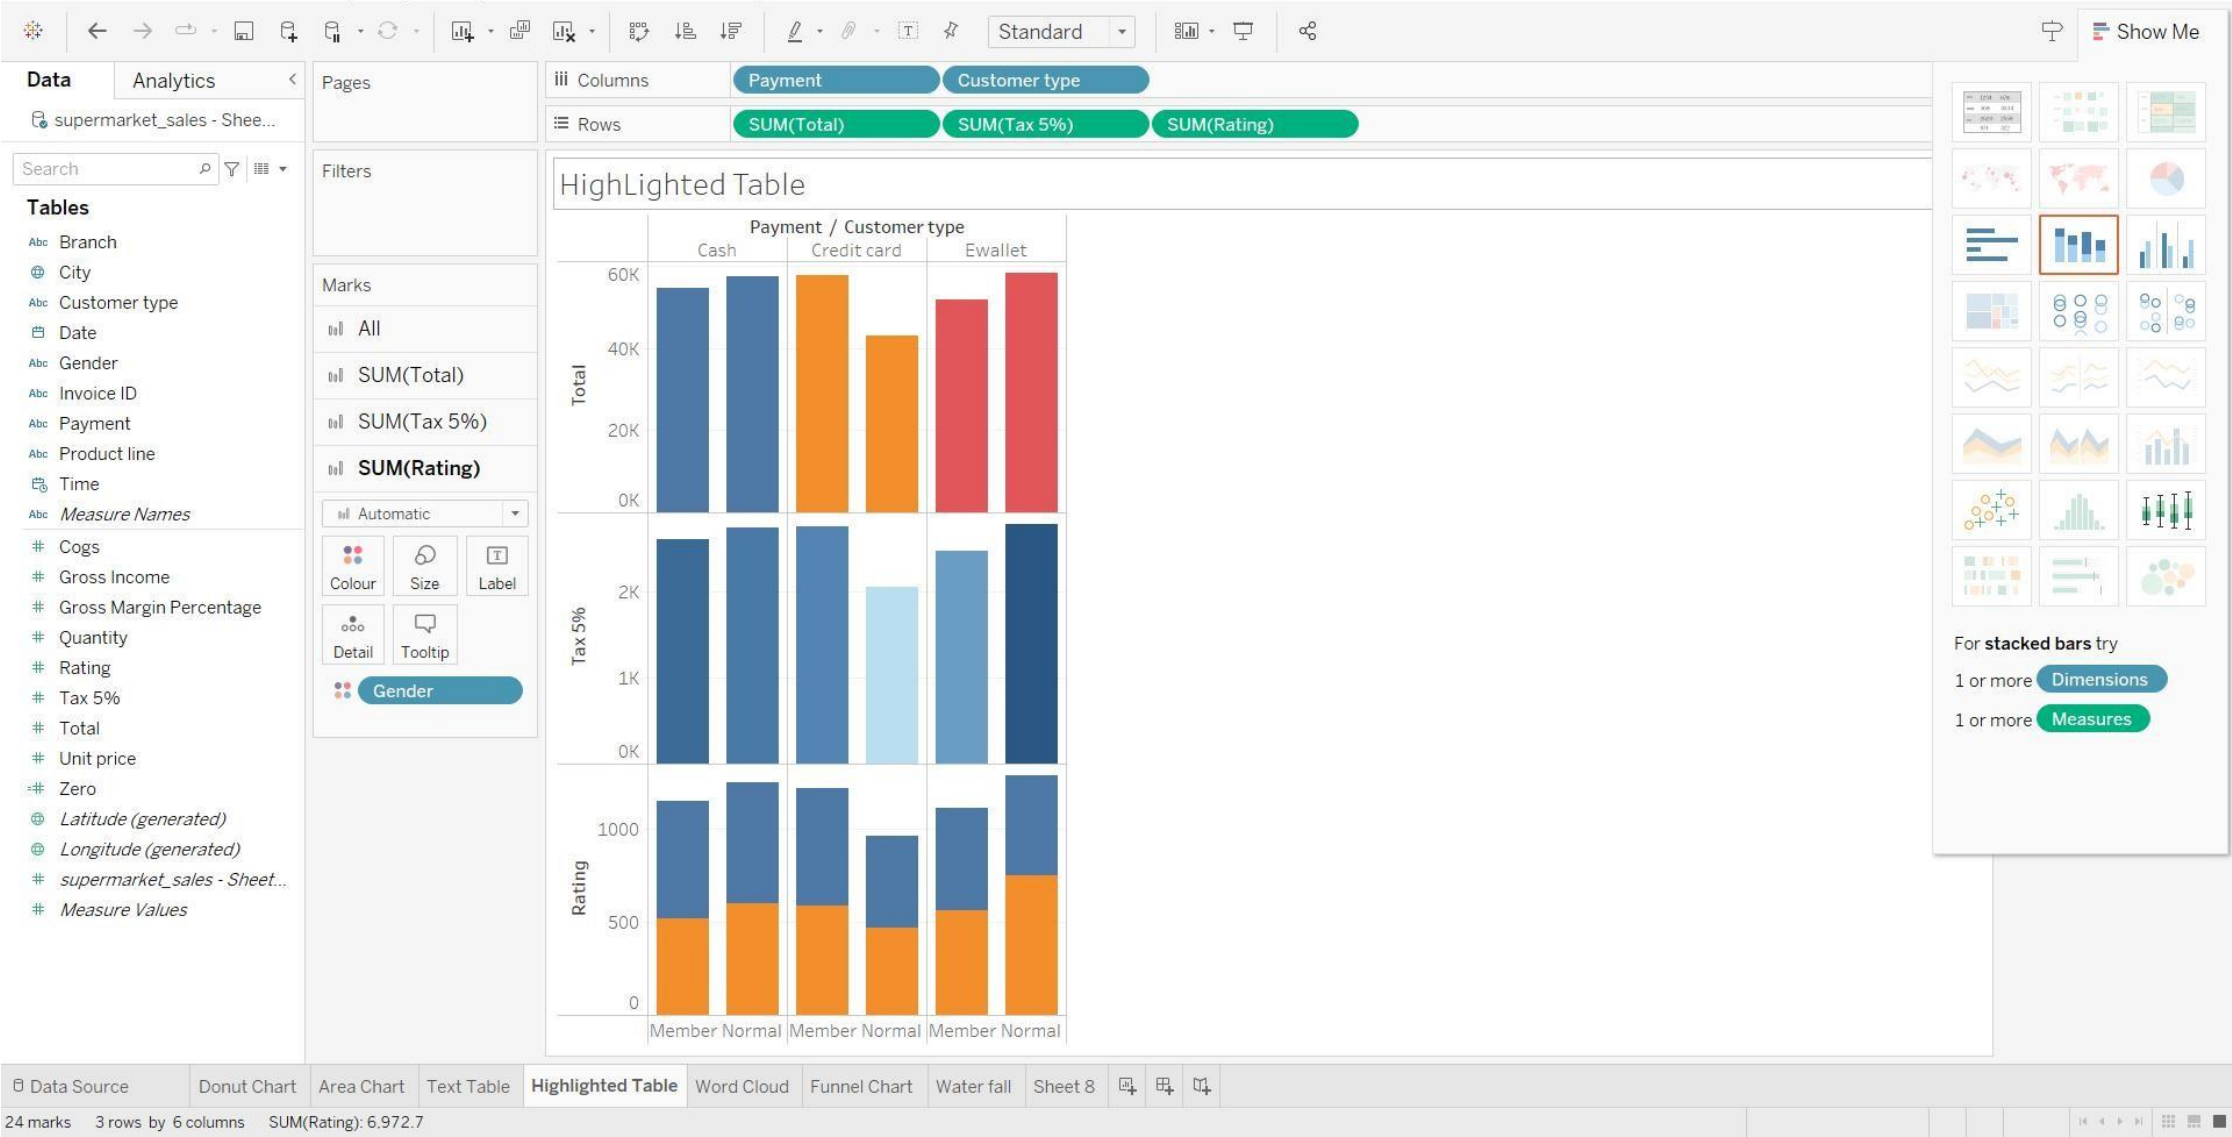 Standard
Show Me
Data
Analytics
supermarket_sales - Shee...
Search
Tables
Abc Branch
City
Abc Customer type
Date
Abc Gender
Abc Invoice ID
Abc Payment
Abc Product line
Time
Abc Measure Names
# Cogs
# Gross Income
# Gross Margin Percentage
# Quantity
# Rating
# Tax 5%
# Total
# Unit price
=# Zero
Latitude (generated)
Longitude (generated)
# supermarket_sales - Sheet...
# Measure Values
Pages
Filters
Marks
All
SUM(Total)
SUM(Tax 5%)
SUM(Rating)
Automatic
Colour Size Label
Detail Tooltip
Gender
Columns Payment Customer type
Rows SUM(Total) SUM(Tax 5%) SUM(Rating)
HighLighted Table
Payment / Customer type
Cash Credit card Ewallet
Total
60K
40K
20K
0K
Tax 5%
2K
1K
0K
Rating
1000
500
0
Member Normal Member Normal Member Normal
For stacked bars try
1 or more Dimensions
1 or more Measures
Data Source Donut Chart Area Chart Text Table Highlighted Table Word Cloud Funnel Chart Water fall Sheet 8
24 marks 3 rows by 6 columns SUM(Rating): 6,972.7